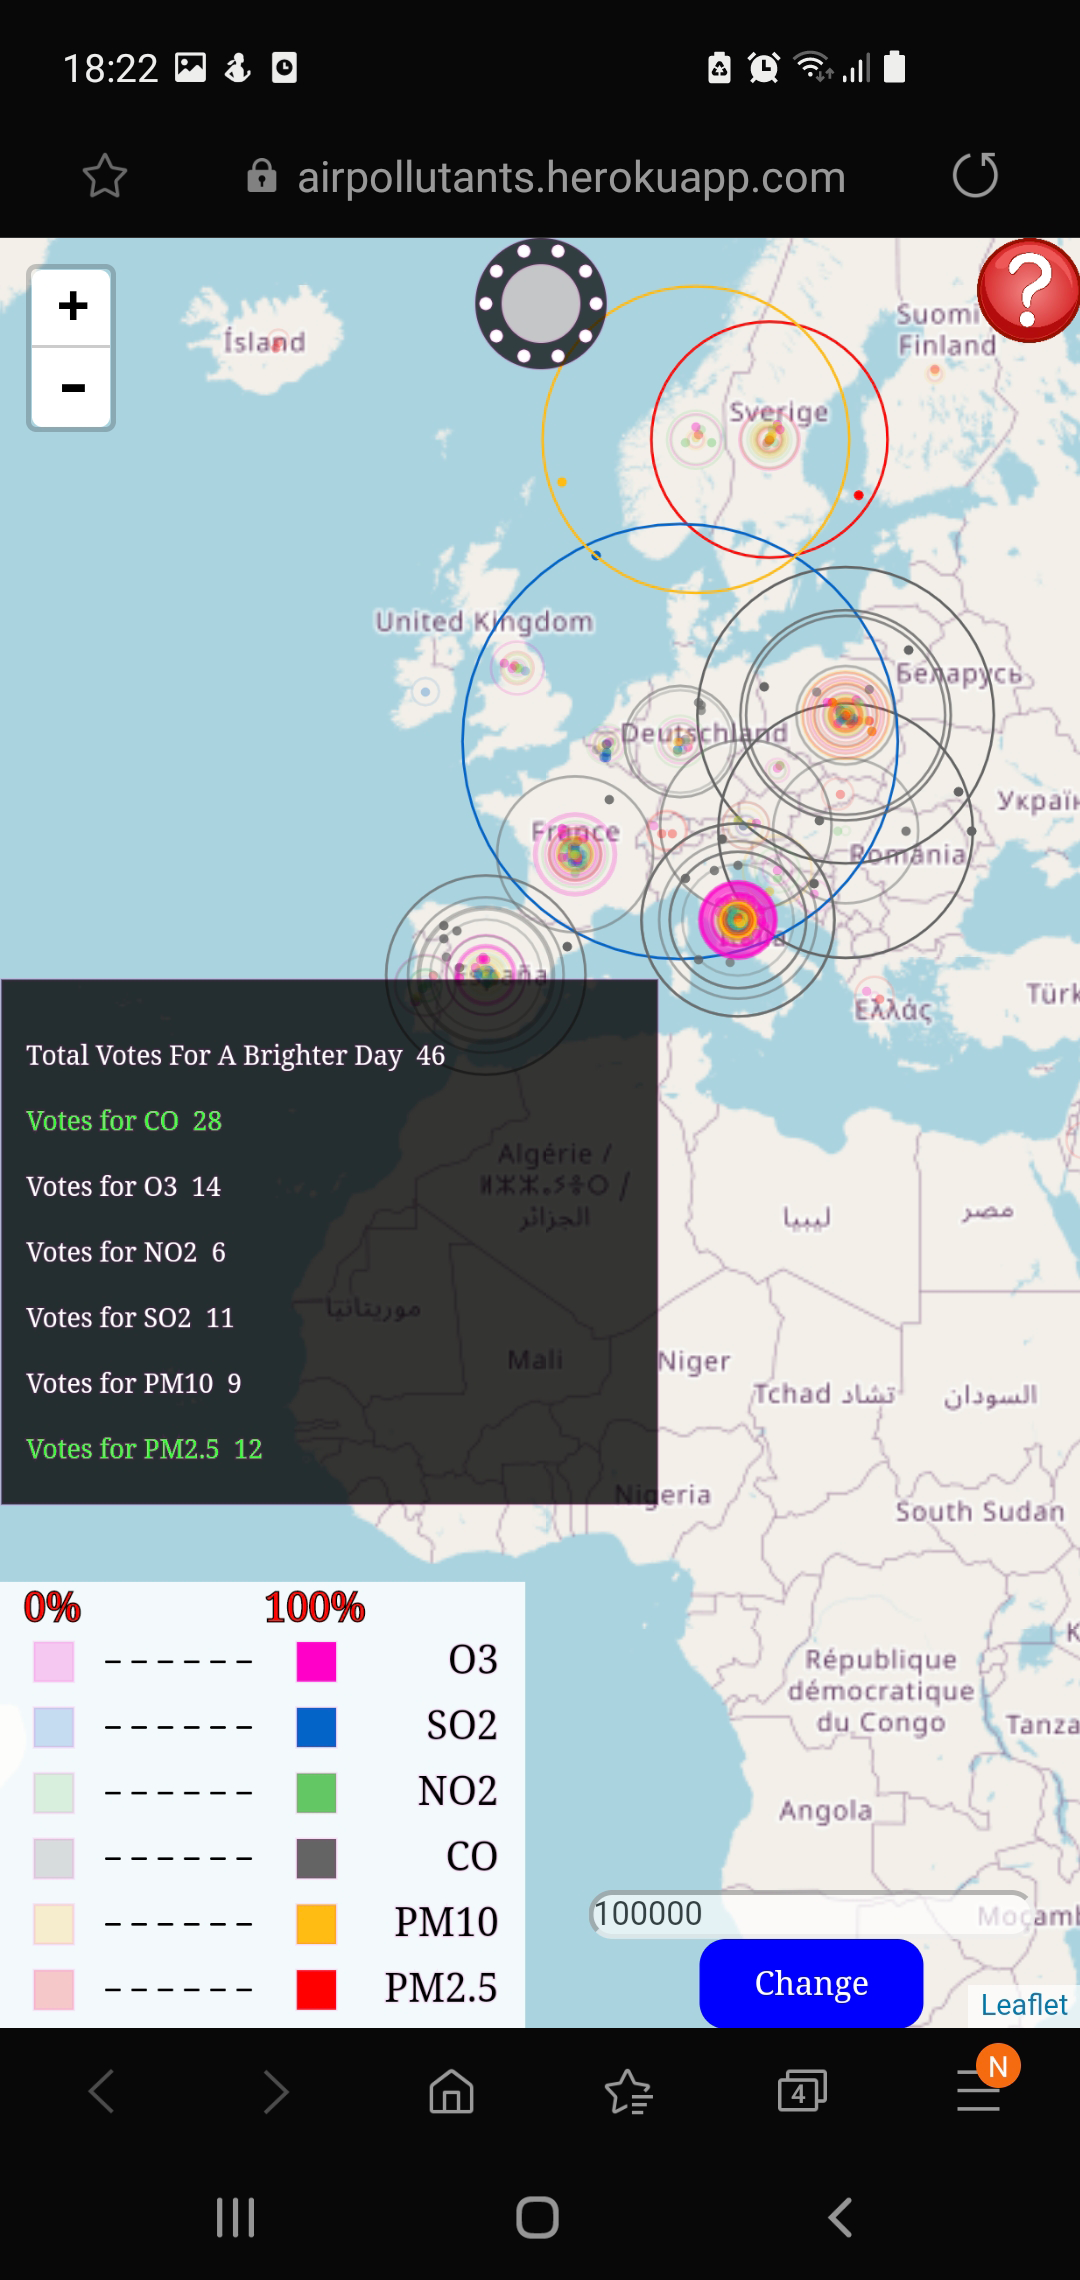 18:22
airpollutants.herokuapp.com
+
-
?
Ísland
Suomi
Finland
Sverige
United Kingdom
Беларусь
Deutschland
Україн
France
Romania
España
Ελλάς
Türk
Total Votes For A Brighter Day 46
Votes for CO 28
Votes for O3 14
Votes for NO2 6
Votes for SO2 11
Votes for PM10 9
Votes for PM2.5 12
Algérie /
ⵍⵣⵣⴰⵢⴻⵔ /
الجزائر
ليبيا
مصر
موريتانيا
Mali
Niger
Tchad تشاد
السودان
Nigeria
South Sudan
0% 100%
O3
SO2
NO2
CO
PM10
PM2.5
K
République
démocratique
du Congo
Tanza
Angola
Moçamb
100000
Change
Leaflet
4
N